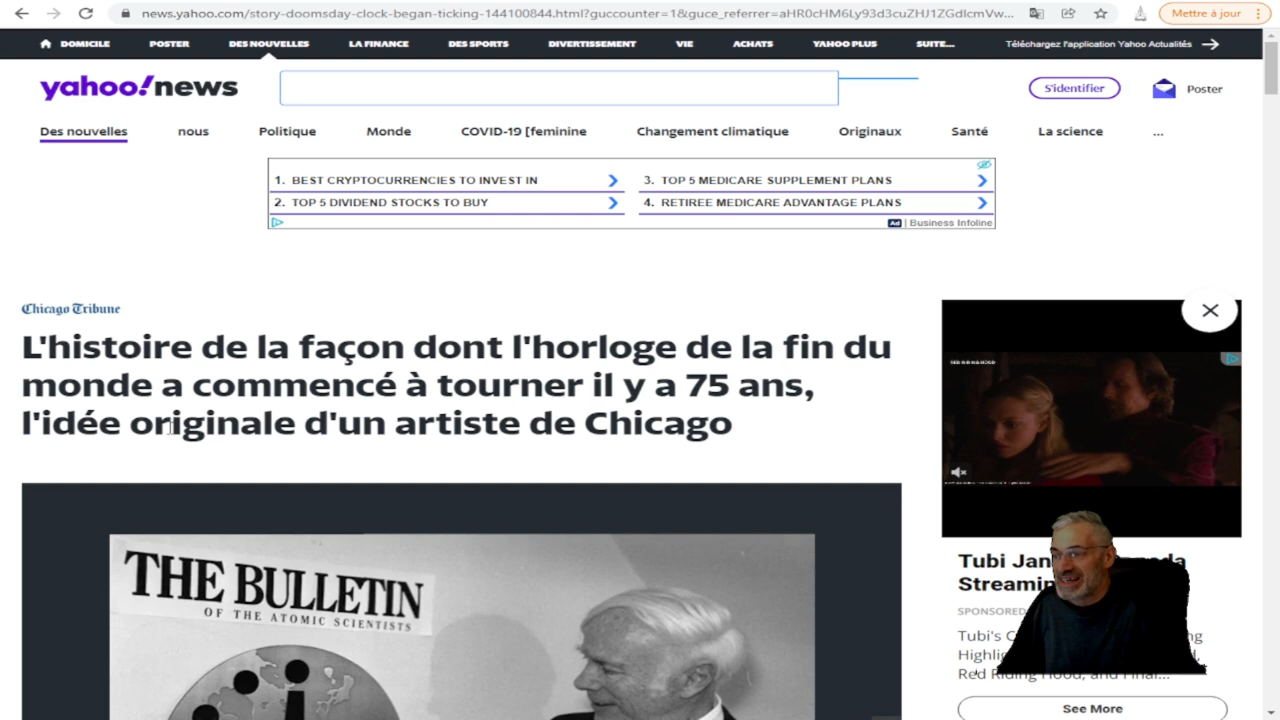 news.yahoo.com/story-doomsday-clock-began-ticking-144100844.html?guccounter=1&guce_referrer=aHR0cHM6Ly93d3cuZHJ1ZGdlcmVw...
Mettre à jour
DOMICILE POSTER DES NOUVELLES LA FINANCE DES SPORTS DIVERTISSEMENT VIE ACHATS YAHOO PLUS SUITE... Téléchargez l'application Yahoo Actualités
yahoo!news
S'identifier
Poster
Des nouvelles nous Politique Monde COVID-19 [feminine Changement climatique Originaux Santé La science ...
1. BEST CRYPTOCURRENCIES TO INVEST IN
2. TOP 5 DIVIDEND STOCKS TO BUY
3. TOP 5 MEDICARE SUPPLEMENT PLANS
4. RETIREE MEDICARE ADVANTAGE PLANS
Ad | Business Infoline
Chicago Tribune
L'histoire de la façon dont l'horloge de la fin du
monde a commencé à tourner il y a 75 ans,
l'idée originale d'un artiste de Chicago
THE BULLETIN
OF THE ATOMIC SCIENTISTS
Tubi
Streamin
SPONSORED
Tubi's
Highli
Red Riding Hood, and Final...
See More